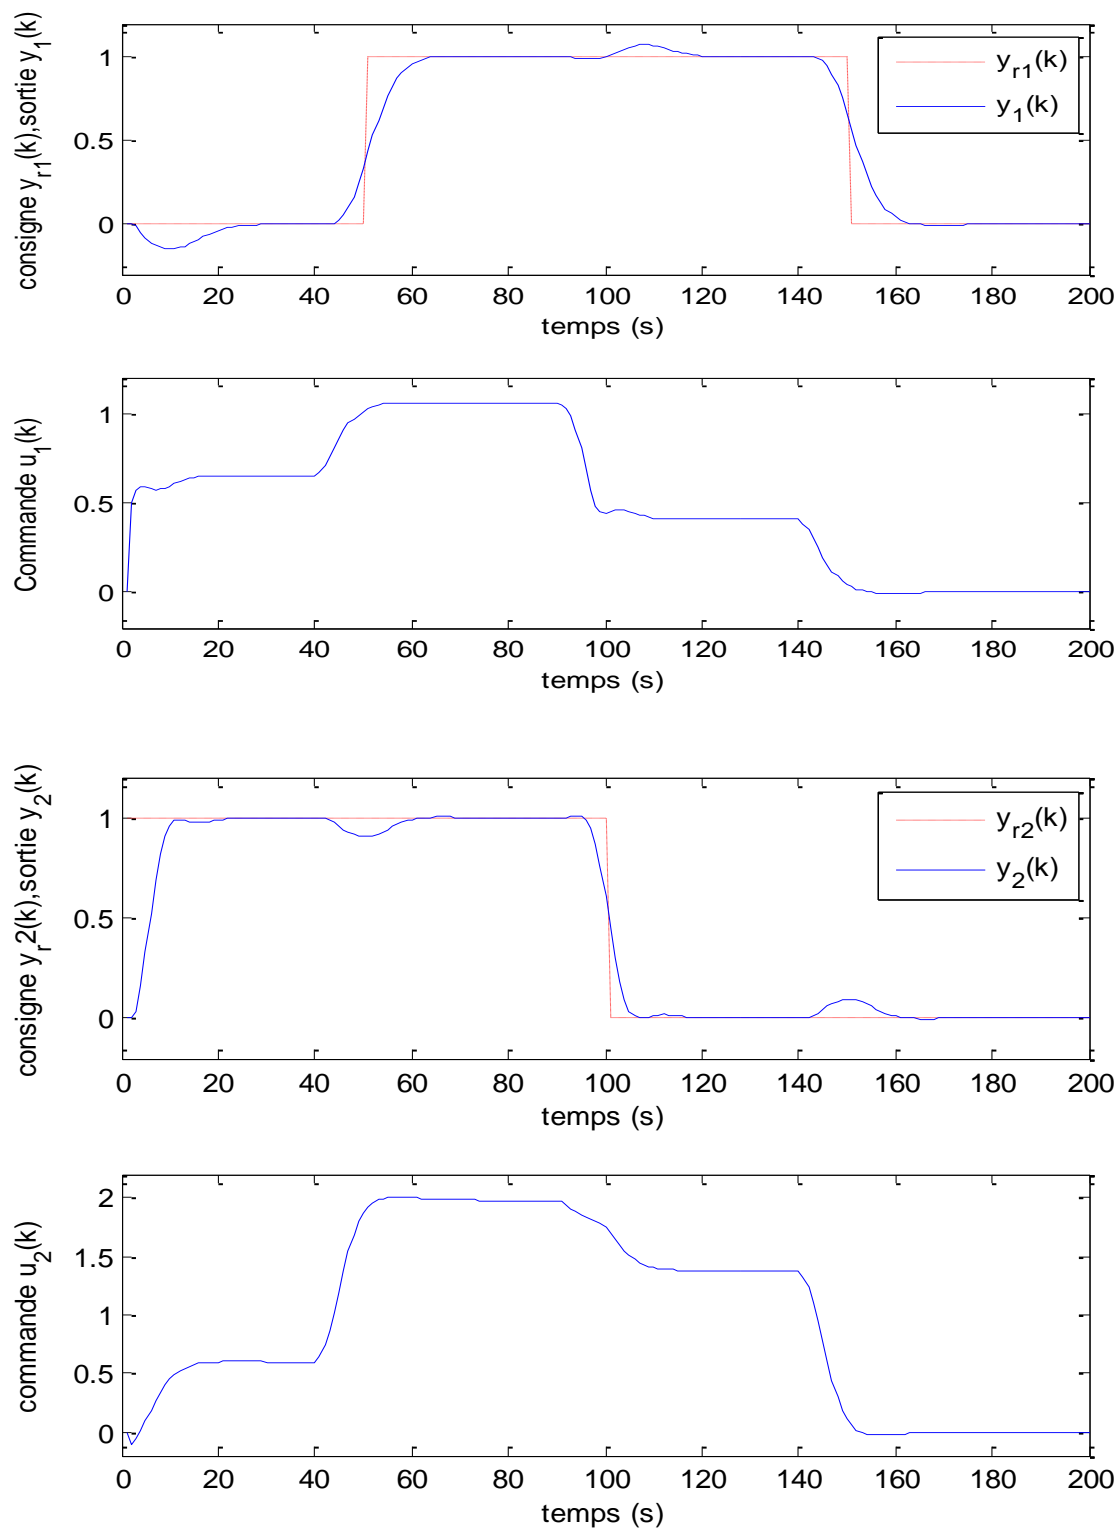 consigne y_r1(k),sortie y_1(k)
1
0.5
0
y_r1(k)
y_1(k)
0 20 40 60 80 100 120 140 160 180 200
temps (s)
Commande u_1(k)
1
0.5
0
0 20 40 60 80 100 120 140 160 180 200
temps (s)
consigne y_r2(k),sortie y_2(k)
1
0.5
0
y_r2(k)
y_2(k)
0 20 40 60 80 100 120 140 160 180 200
temps (s)
commande u_2(k)
2
1.5
1
0.5
0
0 20 40 60 80 100 120 140 160 180 200
temps (s)